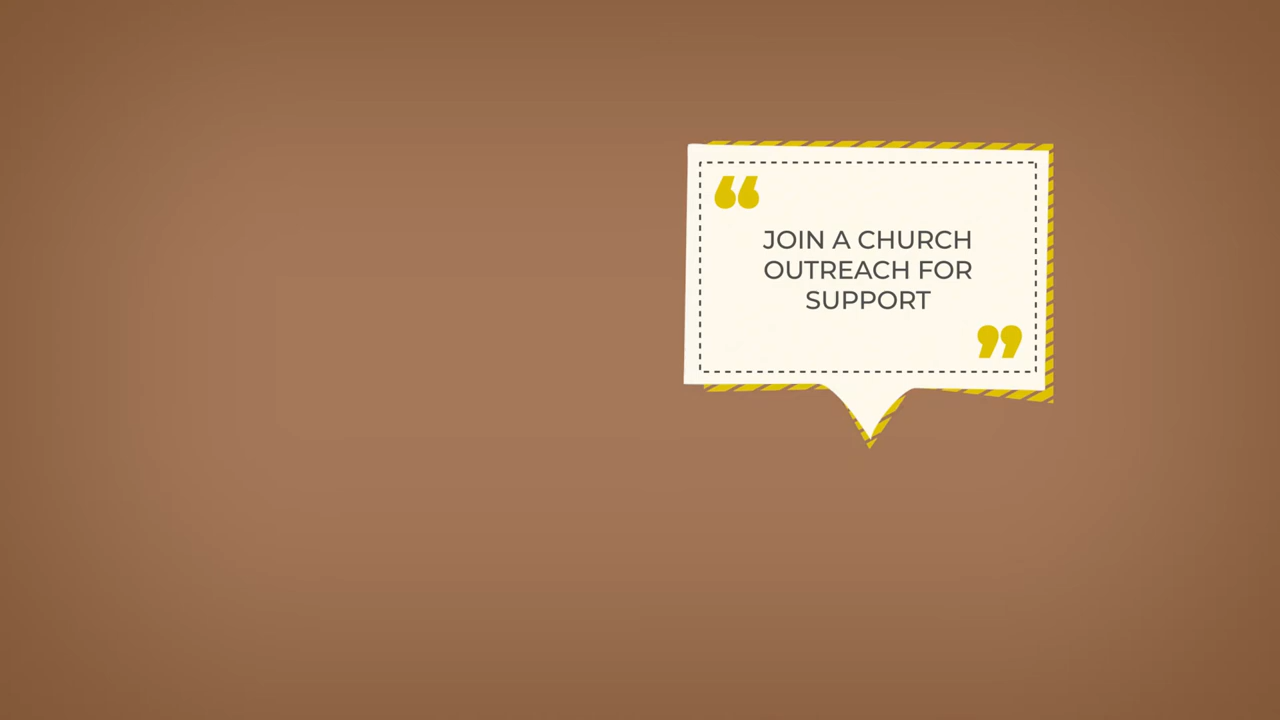 “
JOIN A CHURCH
OUTREACH FOR
SUPPORT
”